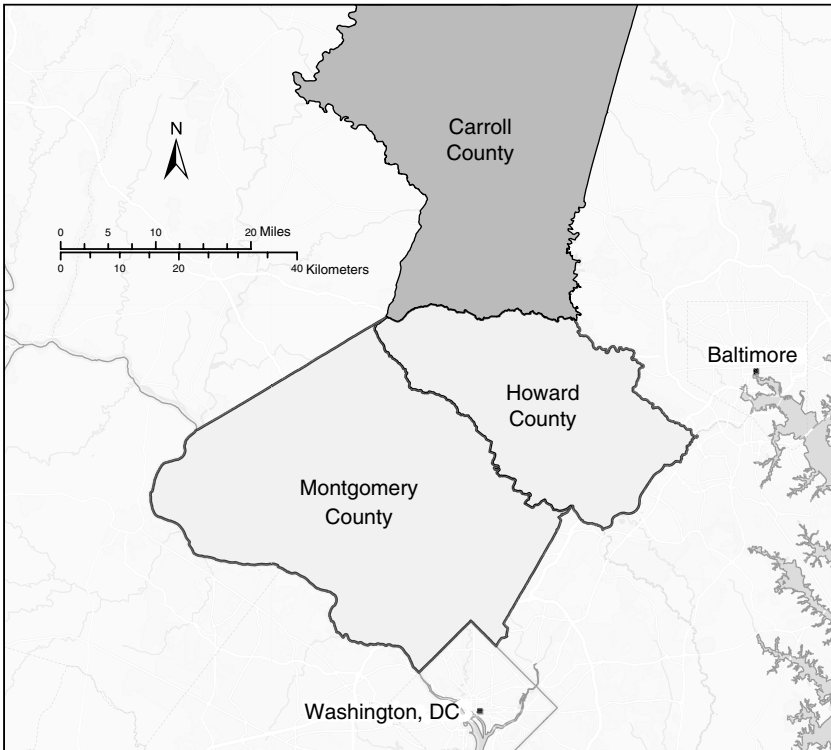 Carroll
County
N
0 5 10 20 Miles
0 10 20 40 Kilometers
Baltimore
Howard
County
Montgomery
County
Washington, DC